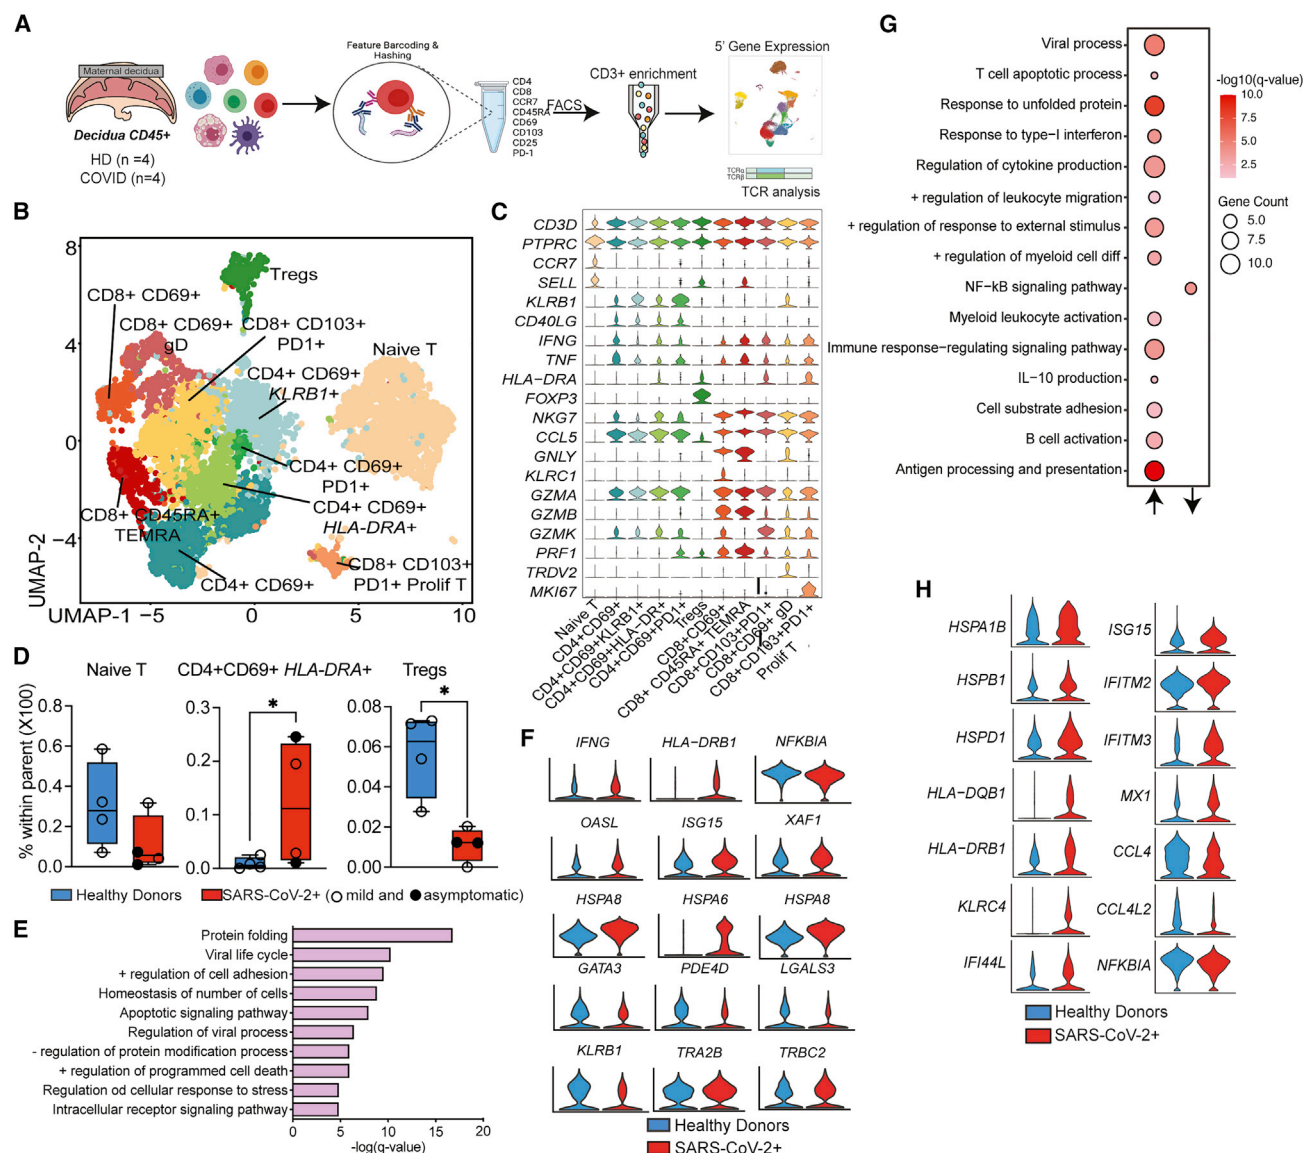 A
Maternal decidua
Decidua CD45+
HD (n =4)
COVID (n=4)
Feature Barcoding &
Hashing
CD4
CD8
CCR7
CD45RA
CD69
CD103
CD25
PD-1
FACS
CD3+ enrichment
5' Gene Expression
TCRα
TCRβ
TCR analysis
B
UMAP-2
8
4
0
−4
UMAP-1
−5
0
5
10
Tregs
CD8+ CD69+
CD8+ CD69+
gD
CD8+ CD103+
PD1+
Naive T
CD4+ CD69+
KLRB1+
CD4+ CD69+
PD1+
CD4+ CD69+
HLA-DRA+
CD8+ CD45RA+
TEMRA
CD4+ CD69+
CD8+ CD103+
PD1+ Prolif T
C
CD3D
PTPRC
CCR7
SELL
KLRB1
CD40LG
IFNG
TNF
HLA−DRA
FOXP3
NKG7
CCL5
GNLY
KLRC1
GZMA
GZMB
GZMK
PRF1
TRDV2
MKI67
Naive T
CD4+CD69+
CD4+CD69+KLRB1+
CD4+CD69+HLA−DR+
CD4+CD69+PD1+
Tregs
CD8+CD69+
CD8+ CD45RA+ TEMRA
CD8+CD103+PD1+
CD8+CD69+ gD
CD8+CD103+PD1+
Prolif T
D
% within parent (X100)
Naive T
0.8
0.6
0.4
0.2
0.0
CD4+CD69+ HLA-DRA+
0.3
0.2
0.1
0.0
*
Tregs
0.08
0.06
0.04
0.02
0.00
*
Healthy Donors
SARS-CoV-2+ (
mild and
asymptomatic)
E
Protein folding
Viral life cycle
+ regulation of cell adhesion
Homeostasis of number of cells
Apoptotic signaling pathway
Regulation of viral process
- regulation of protein modification process
+ regulation of programmed cell death
Regulation od cellular response to stress
Intracellular receptor signaling pathway
0
5
10
15
20
-log(q-value)
F
IFNG
HLA−DRB1
NFKBIA
OASL
ISG15
XAF1
HSPA8
HSPA6
HSPA8
GATA3
PDE4D
LGALS3
KLRB1
TRA2B
TRBC2
Healthy Donors
SARS-CoV-2+
G
Viral process
T cell apoptotic process
Response to unfolded protein
Response to type−I interferon
Regulation of cytokine production
+ regulation of leukocyte migration
+ regulation of response to external stimulus
+ regulation of myeloid cell diff
NF−kB signaling pathway
Myeloid leukocyte activation
Immune response−regulating signaling pathway
IL−10 production
Cell substrate adhesion
B cell activation
Antigen processing and presentation
-log10(q-value)
10.0
7.5
5.0
2.5
Gene Count
5.0
7.5
10.0
H
HSPA1B
HSPB1
HSPD1
HLA−DQB1
HLA−DRB1
KLRC4
IFI44L
ISG15
IFITM2
IFITM3
MX1
CCL4
CCL4L2
NFKBIA
Healthy Donors
SARS-CoV-2+